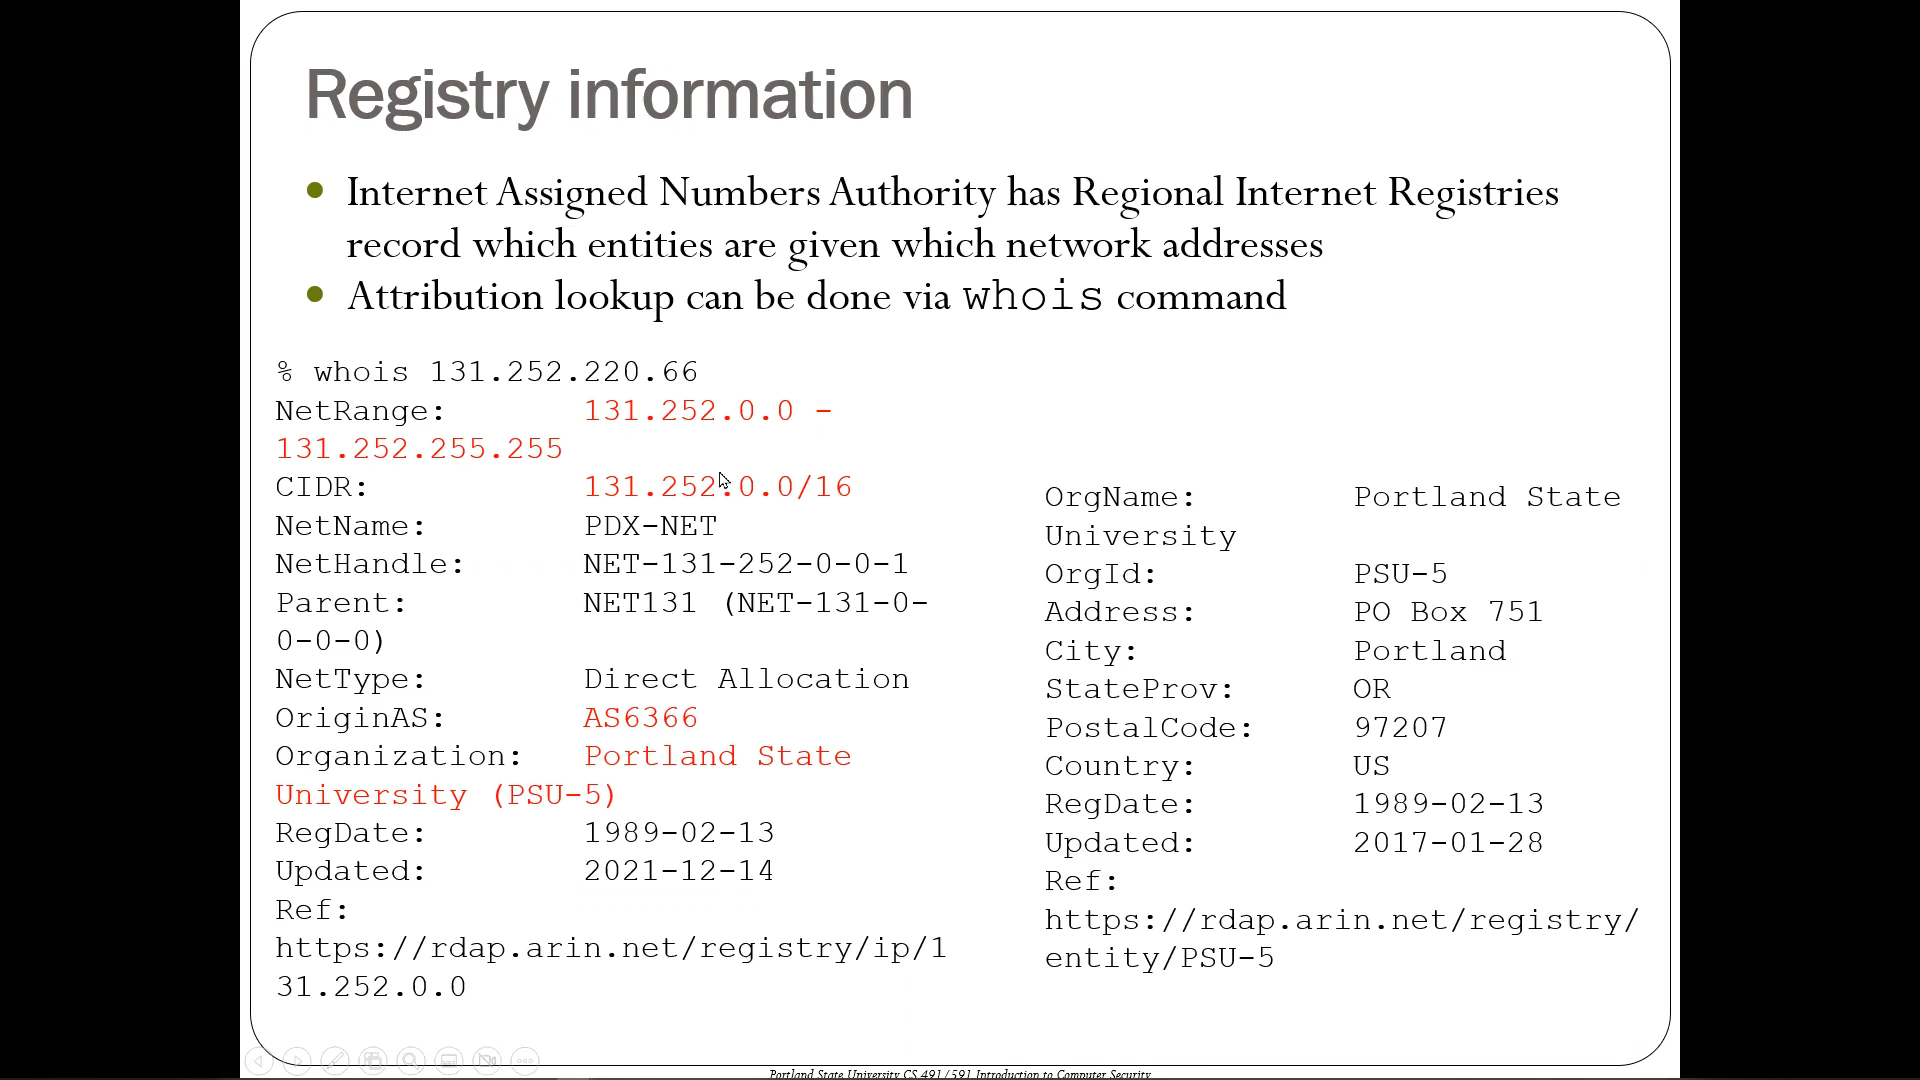 Registry information
Internet Assigned Numbers Authority has Regional Internet Registries
record which entities are given which network addresses
Attribution lookup can be done via whois command
% whois 131.252.220.66
NetRange: 131.252.0.0 -
131.252.255.255
CIDR: 131.252.0.0/16
NetName: PDX-NET
NetHandle: NET-131-252-0-0-1
Parent: NET131 (NET-131-0-
0-0-0)
NetType: Direct Allocation
OriginAS: AS6366
Organization: Portland State
University (PSU-5)
RegDate: 1989-02-13
Updated: 2021-12-14
Ref:
https://rdap.arin.net/registry/ip/1
31.252.0.0
OrgName: Portland State
University
OrgId: PSU-5
Address: PO Box 751
City: Portland
StateProv: OR
PostalCode: 97207
Country: US
RegDate: 1989-02-13
Updated: 2017-01-28
Ref:
https://rdap.arin.net/registry/
entity/PSU-5
Portland State University CS 491/591 Introduction to Computer Security